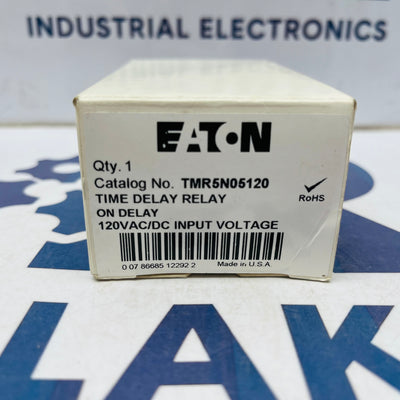 INDUSTRIAL ELECTRONICS
EATON
Qty. 1
Catalog No. TMR5N05120
TIME DELAY RELAY
ON DELAY
120VAC/DC INPUT VOLTAGE
RoHS
0 07 86685 12292 2
Made in U.S.A.
LAK